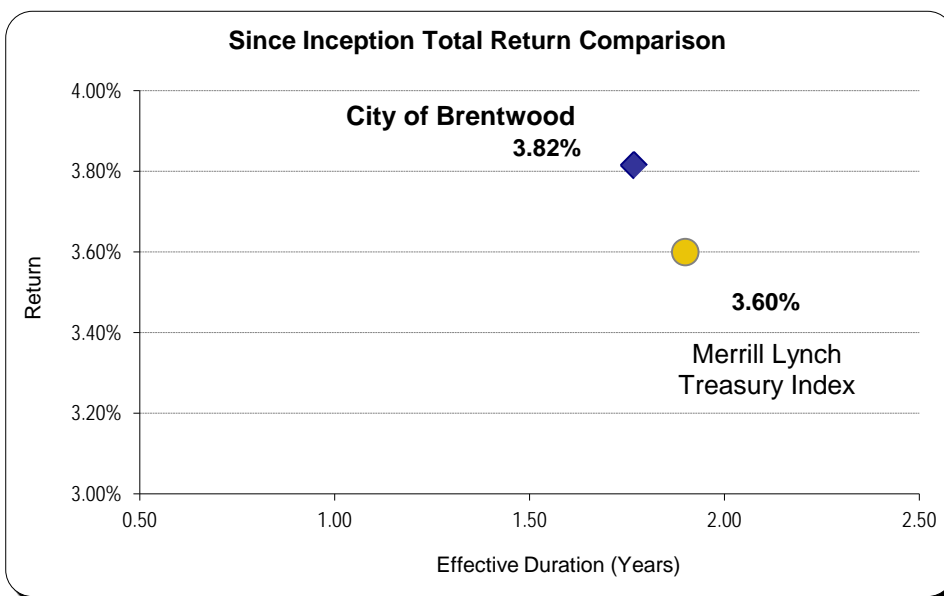 Since Inception Total Return Comparison
4.00%
City of Brentwood
3.82%
3.80%
3.60%
3.60%
Merrill Lynch
Treasury Index
3.40%
3.20%
3.00%
0.50 1.00 1.50 2.00 2.50
Return
Effective Duration (Years)